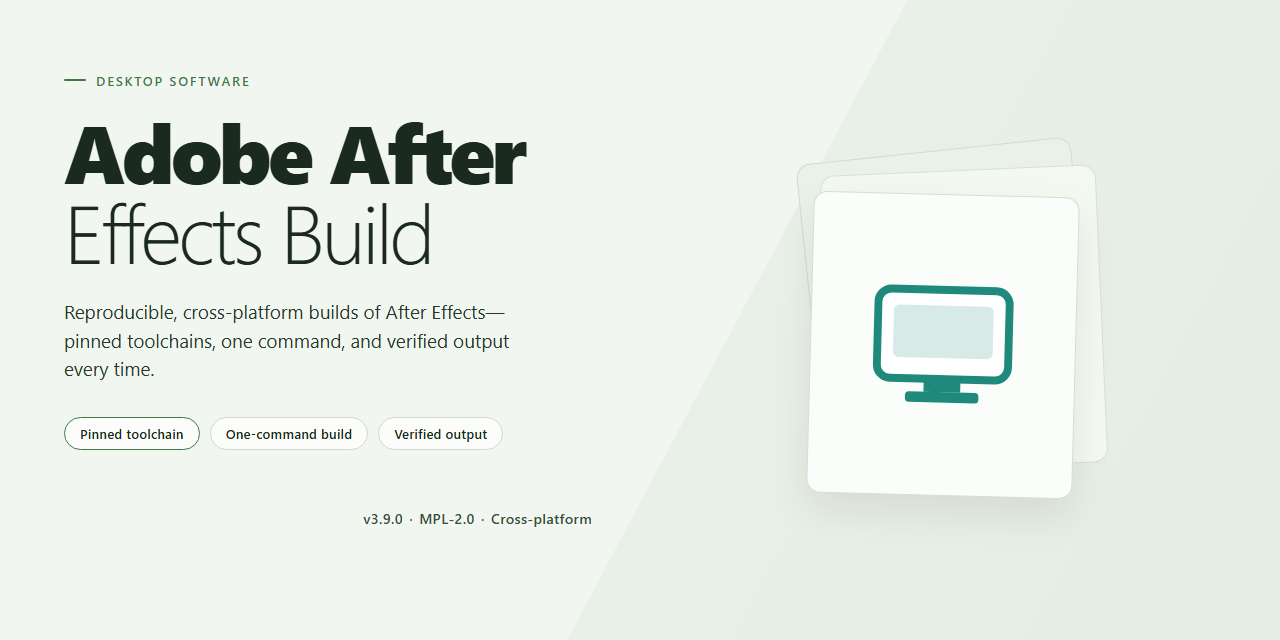 DESKTOP SOFTWARE
Adobe After
Effects Build
Reproducible, cross-platform builds of After Effects—
pinned toolchains, one command, and verified output
every time.
Pinned toolchain
One-command build
Verified output
v3.9.0 · MPL-2.0 · Cross-platform